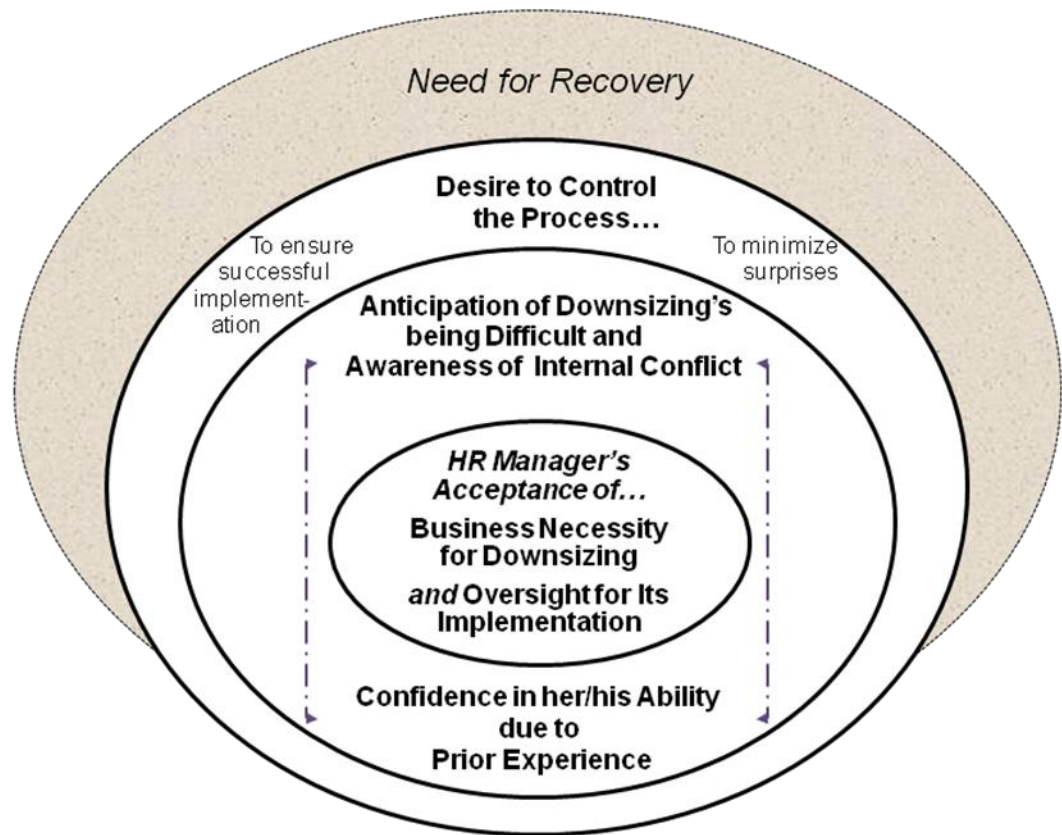 Need for Recovery
Desire to Control
the Process…
To ensure
successful
implement-
ation
To minimize
surprises
Anticipation of Downsizing's
being Difficult and
Awareness of Internal Conflict
HR Manager's
Acceptance of…
Business Necessity
for Downsizing
and Oversight for Its
Implementation
Confidence in her/his Ability
due to
Prior Experience